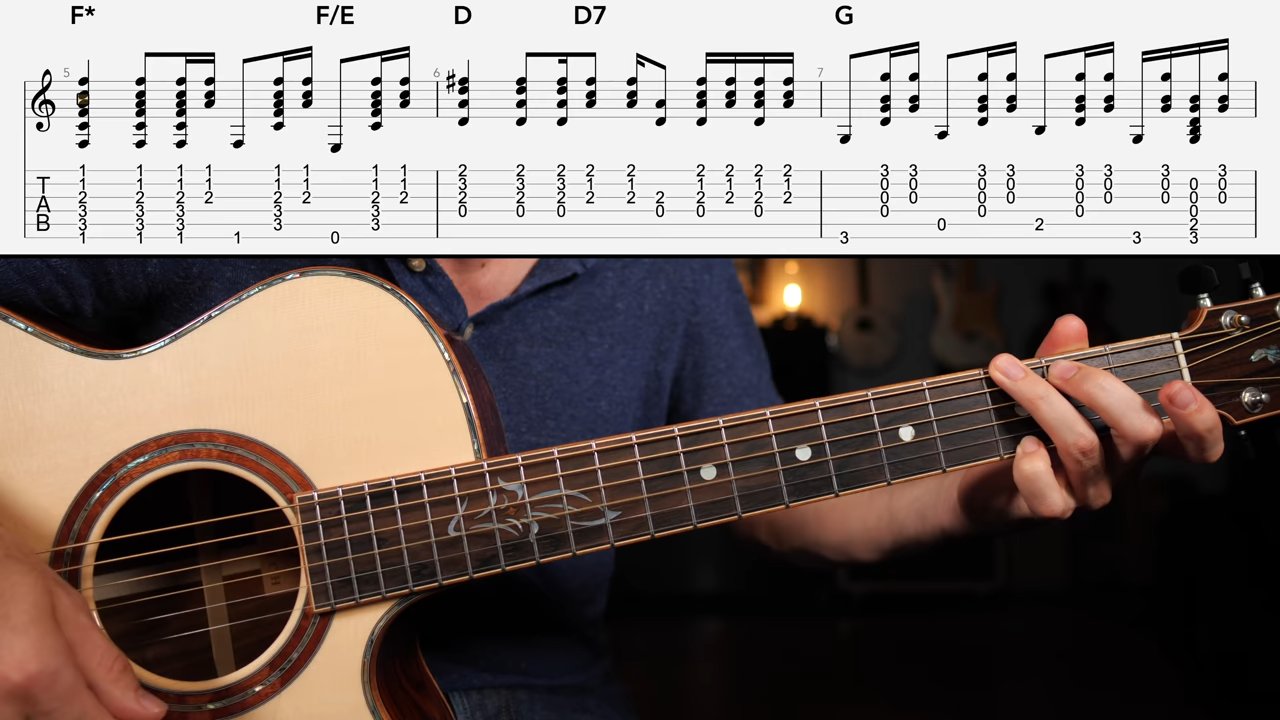 F* F/E D D7 G
5 6 7
1 1 1 1 1 1 1 1 2 2 2 2 2 2 2 2 2 3 3 3 3 3 3 3 3
T 1 1 1 1 1 1 1 1 3 3 3 1 1 1 1 1 1 0 0 0 0 0 0 0 0 0
2 2 2 2 2 2 2 2 2 2 2 2 2 2 2 2 2 2 0 0 0 0 0 0 0 0 0
A 3 3 3 3 3 0 0 0 0 0 0 0 0 0
B 3 3 3 3 3 0 2 2
1 1 1 1 0 3 3 3